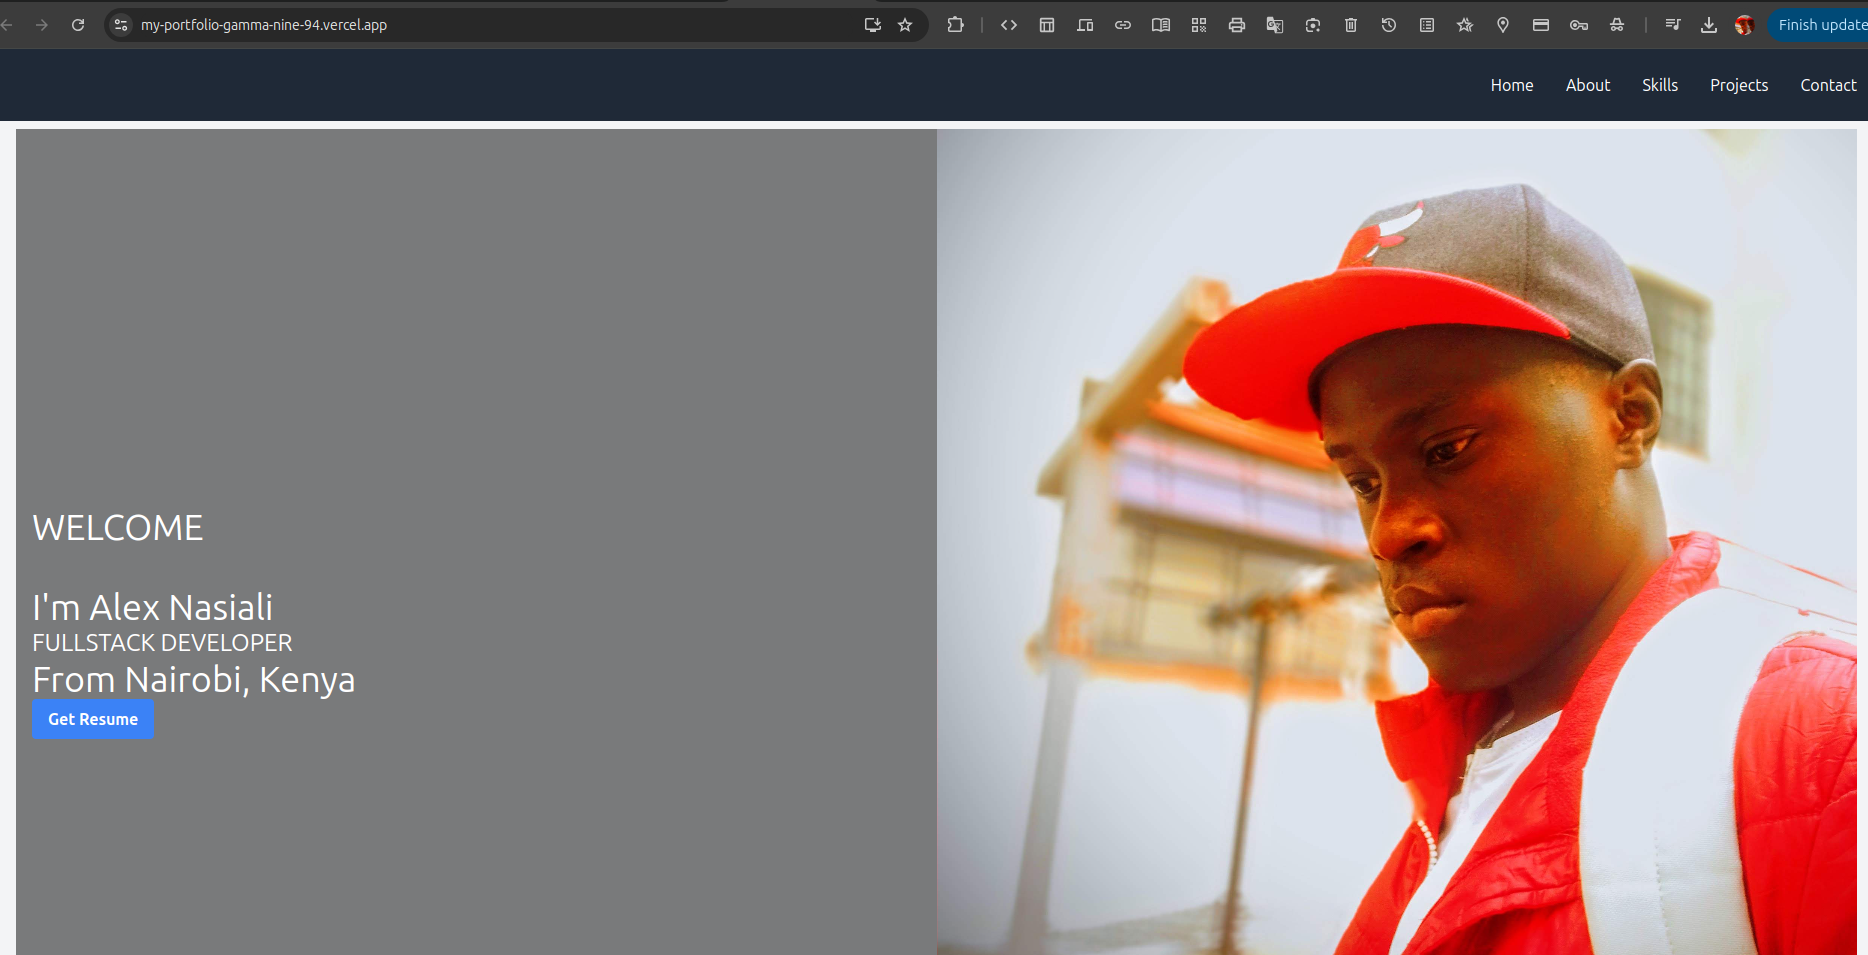 my-portfolio-gamma-nine-94.vercel.app
Finish update
Home About Skills Projects Contact
WELCOME
I'm Alex Nasiali
FULLSTACK DEVELOPER
From Nairobi, Kenya
Get Resume